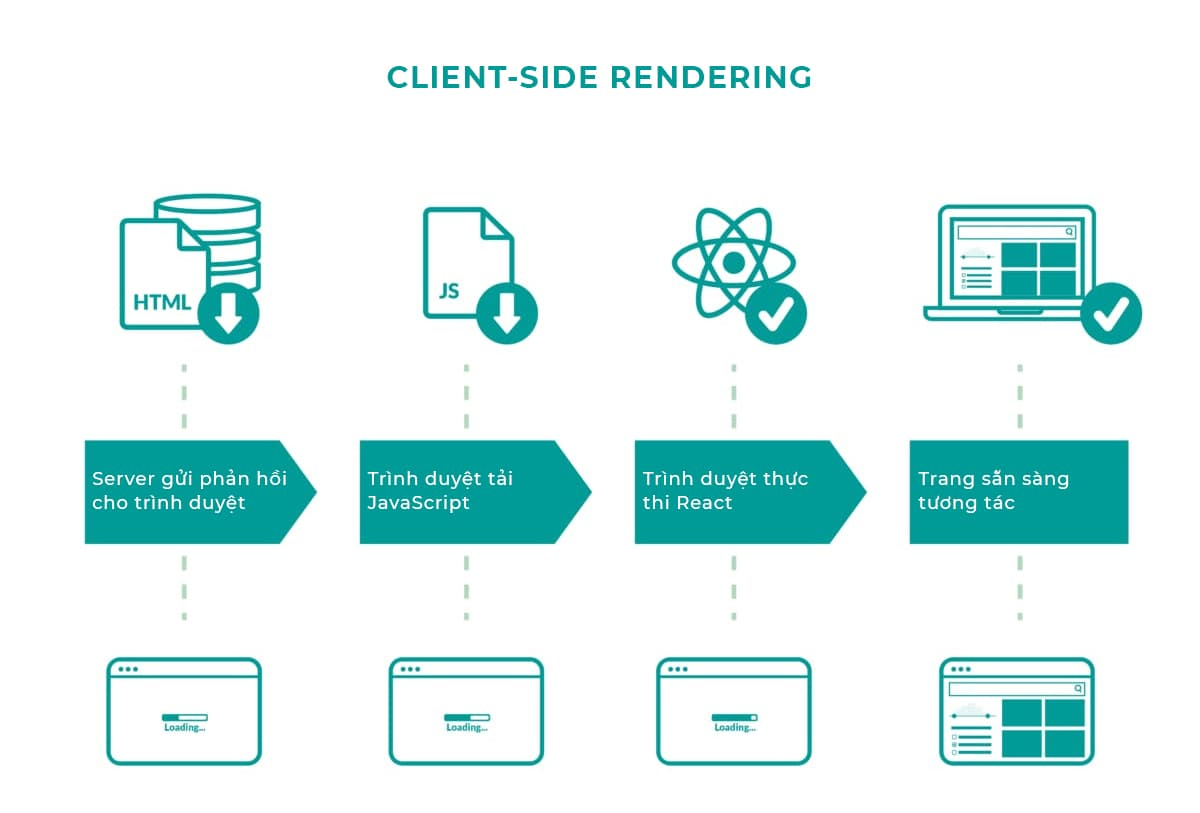 CLIENT-SIDE RENDERING
HTML
JS
Server gửi phản hồi
cho trình duyệt
Trình duyệt tải
JavaScript
Trình duyệt thực
thi React
Trang sẵn sàng
tương tác
Loading...
Loading...
Loading...